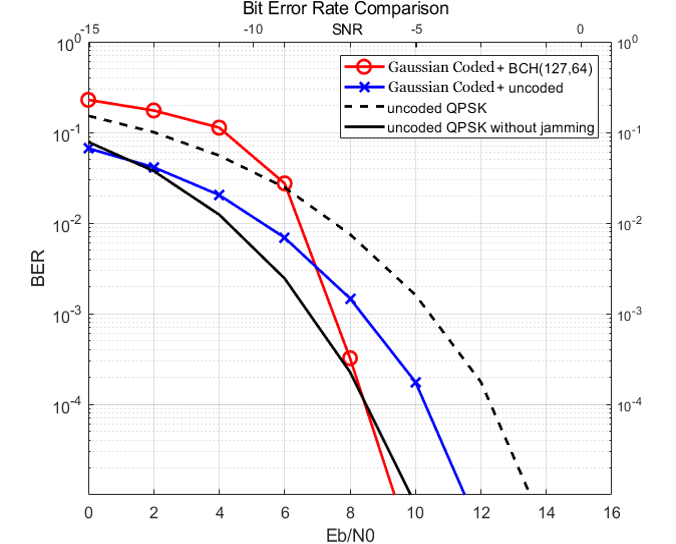 Bit Error Rate Comparison
-15 -10 SNR -5 0
10^0 10^0
Gaussian Coded + BCH(127,64)
Gaussian Coded + uncoded
uncoded QPSK
uncoded QPSK without jamming
10^-1 10^-1
10^-2 10^-2
BER
10^-3 10^-3
10^-4 10^-4
0 2 4 6 8 10 12 14 16
Eb/N0